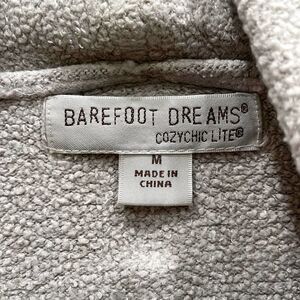 BAREFOOT DREAMS®
COZYCHIC LITE®
M
MADE IN
CHINA